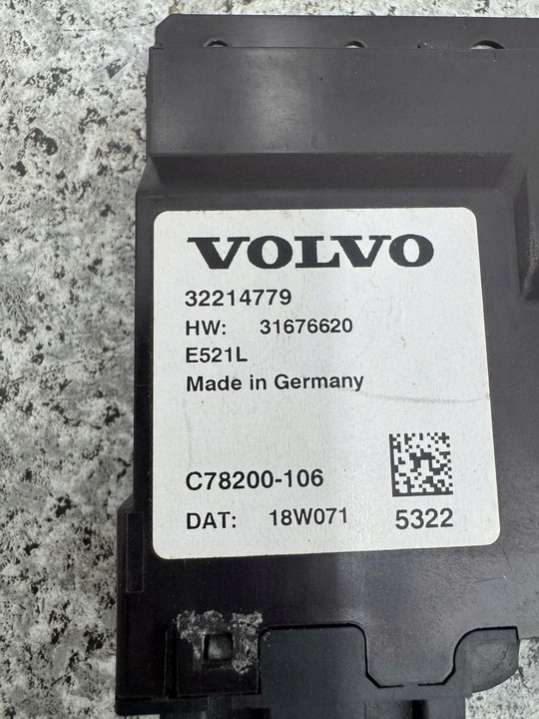 VOLVO
32214779
HW: 31676620
E521L
Made in Germany
C78200-106
DAT: 18W071 5322